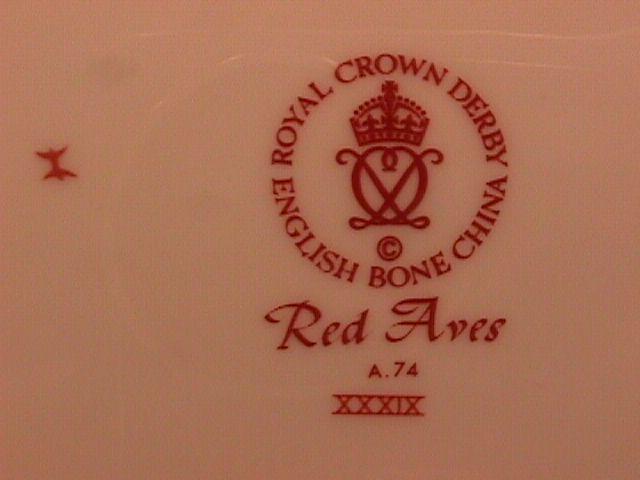 ROYAL CROWN DERBY
ENGLISH BONE CHINA
©
Red Aves
A.74
XXXIX